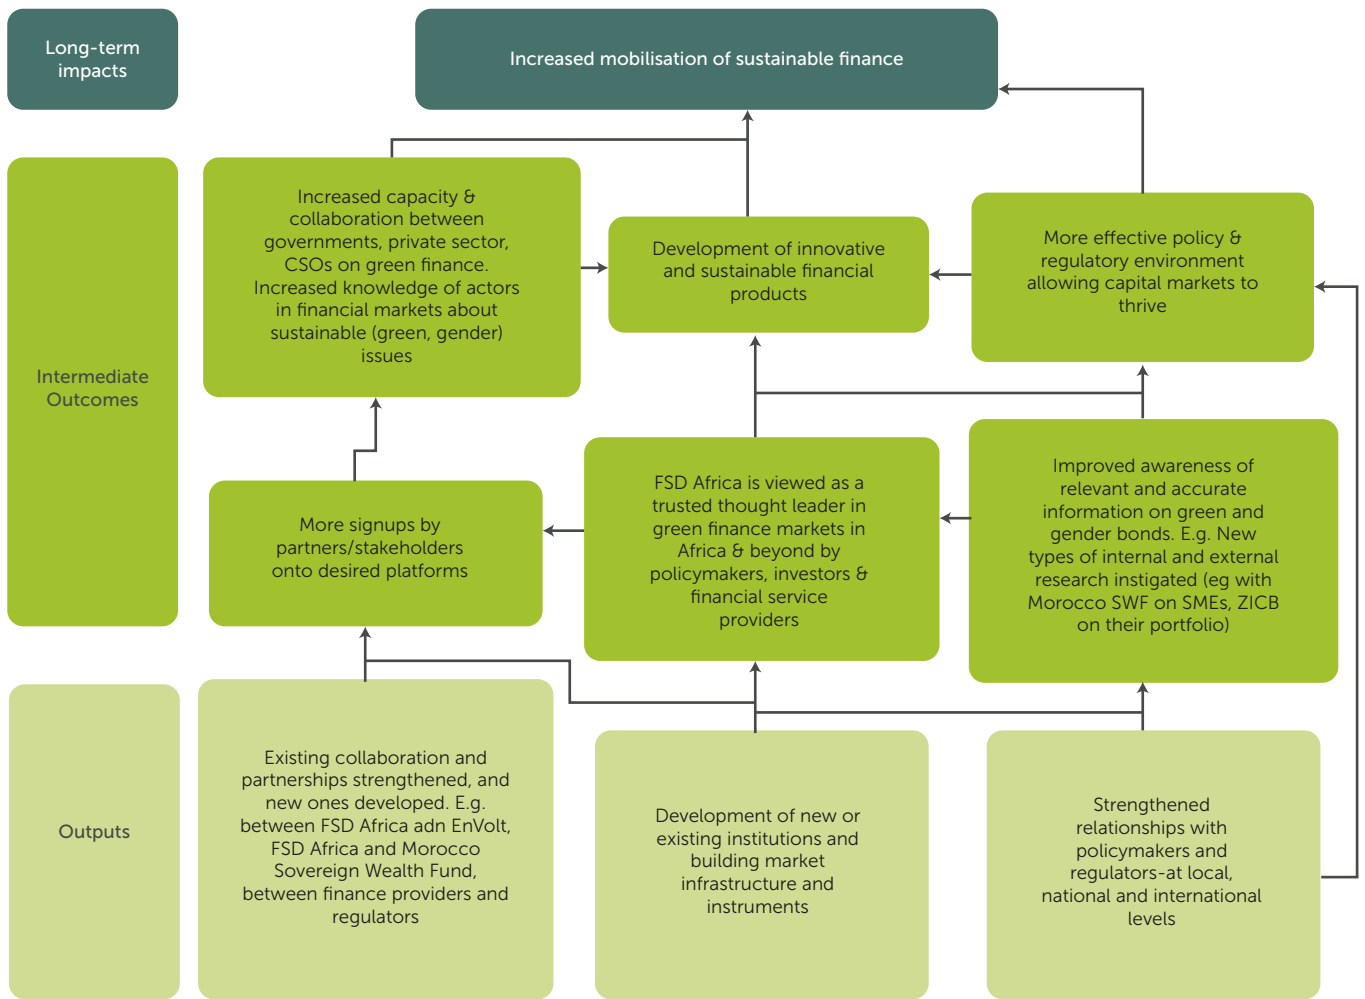 Long-term
impacts
Increased mobilisation of sustainable finance
Intermediate
Outcomes
Increased capacity &
collaboration between
governments, private sector,
CSOs on green finance.
Increased knowledge of actors
in financial markets about
sustainable (green, gender)
issues
Development of innovative
and sustainable financial
products
More effective policy &
regulatory environment
allowing capital markets to
thrive
More signups by
partners/stakeholders
onto desired platforms
FSD Africa is viewed as a
trusted thought leader in
green finance markets in
Africa & beyond by
policymakers, investors &
financial service
providers
Improved awareness of
relevant and accurate
information on green and
gender bonds. E.g. New
types of internal and external
research instigated (eg with
Morocco SWF on SMEs, ZICB
on their portfolio)
Outputs
Existing collaboration and
partnerships strengthened, and
new ones developed. E.g.
between FSD Africa adn EnVolt,
FSD Africa and Morocco
Sovereign Wealth Fund,
between finance providers and
regulators
Development of new or
existing institutions and
building market
infrastructure and
instruments
Strengthened
relationships with
policymakers and
regulators-at local,
national and international
levels